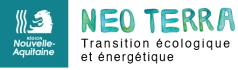 RÉGION
Nouvelle-
Aquitaine
NEO TERRA
Transition écologique
et énergétique